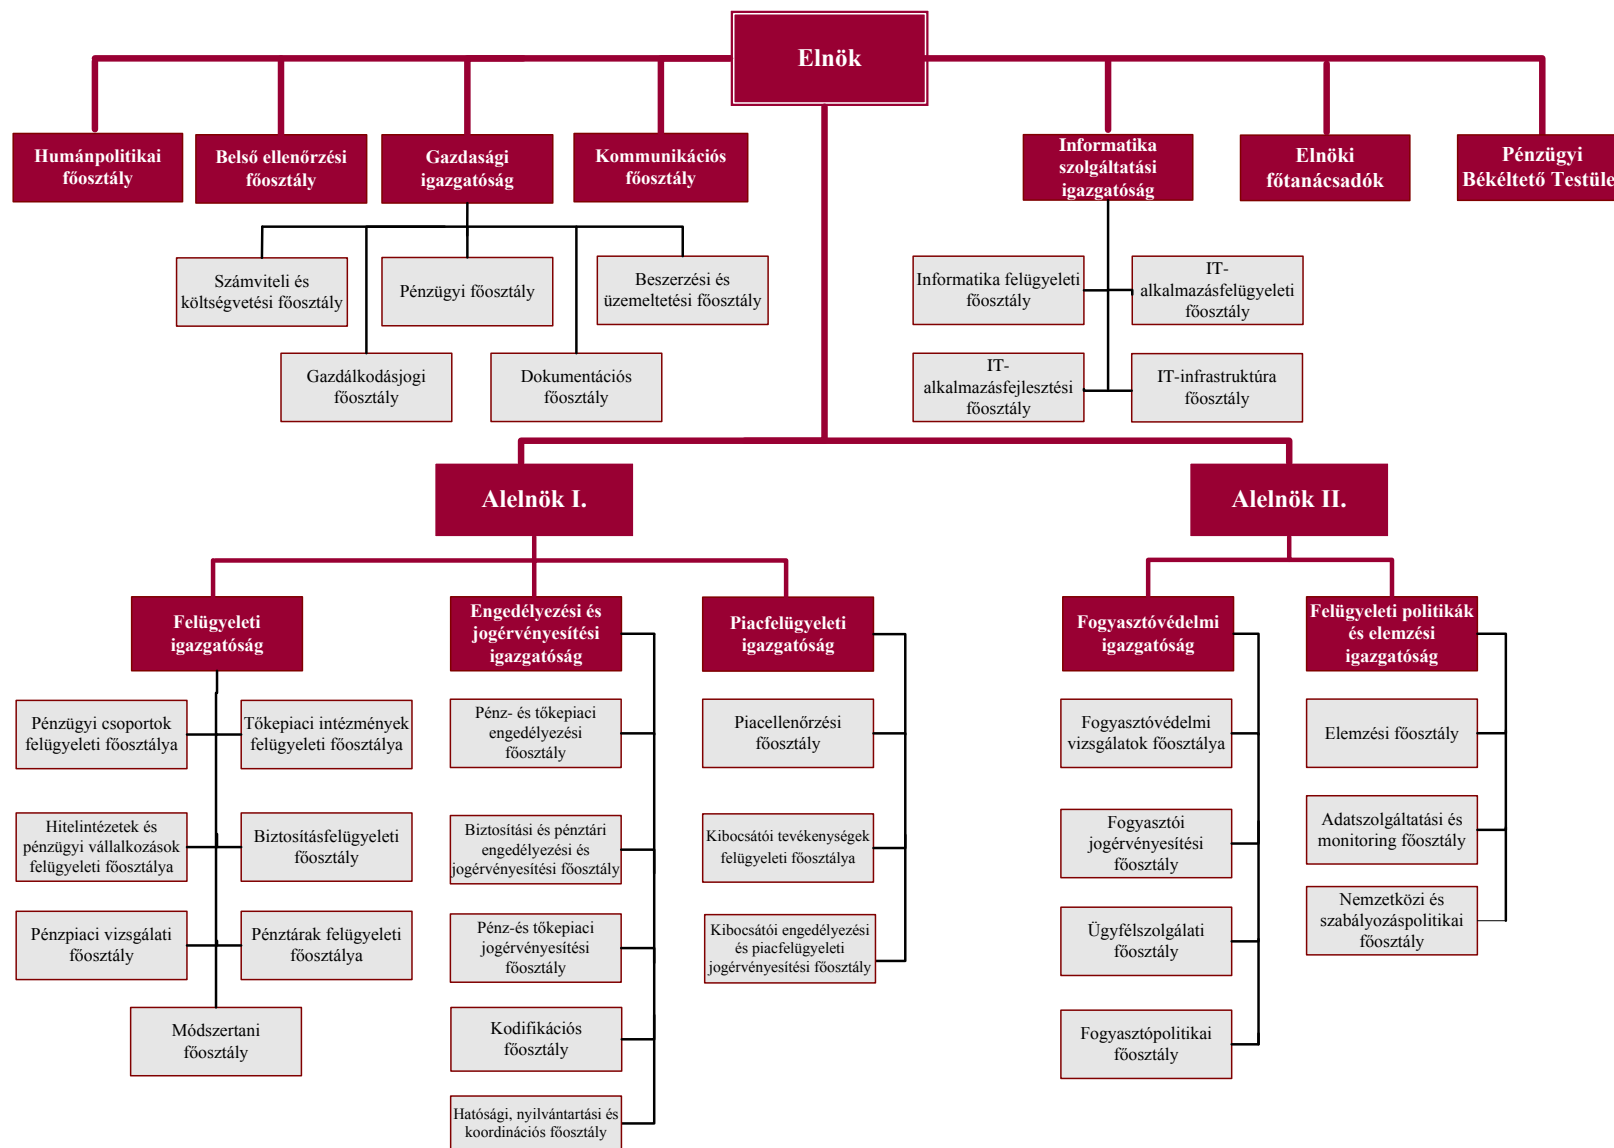 Elnök
Humánpolitikai
főosztály
Belső ellenőrzési
főosztály
Gazdasági
igazgatóság
Kommunikációs
főosztály
Informatika
szolgáltatási
igazgatóság
Elnöki
főtanácsadók
Pénzügyi
Békéltető Testüle
Számviteli és
költségvetési főosztály
Pénzügyi főosztály
Beszerzési és
üzemeltetési főosztály
Gazdálkodásjogi
főosztály
Dokumentációs
főosztály
Informatika felügyeleti
főosztály
IT-
alkalmazásfelügyeleti
főosztály
IT-
alkalmazásfejlesztési
főosztály
IT-infrastruktúra
főosztály
Alelnök I.
Alelnök II.
Felügyeleti
igazgatóság
Engedélyezési és
jogérvényesítési
igazgatóság
Piacfelügyeleti
igazgatóság
Fogyasztóvédelmi
igazgatóság
Felügyeleti politikák
és elemzési
igazgatóság
Pénzügyi csoportok
felügyeleti főosztálya
Tőkepiaci intézmények
felügyeleti főosztálya
Hitelintézetek és
pénzügyi vállalkozások
felügyeleti főosztálya
Biztosításfelügyeleti
főosztály
Pénzpiaci vizsgálati
főosztály
Pénztárak felügyeleti
főosztálya
Módszertani
főosztály
Pénz- és tőkepiaci
engedélyezési
főosztály
Biztosítási és pénztári
engedélyezési és
jogérvényesítési főosztály
Pénz-és tőkepiaci
jogérvényesítési
főosztály
Kodifikációs
főosztály
Hatósági, nyilvántartási és
koordinációs főosztály
Piacellenőrzési
főosztály
Kibocsátói tevékenységek
felügyeleti főosztálya
Kibocsátói engedélyezési
és piacfelügyeleti
jogérvényesítési főosztály
Fogyasztóvédelmi
vizsgálatok főosztálya
Fogyasztói
jogérvényesítési
főosztály
Ügyfélszolgálati
főosztály
Fogyasztópolitikai
főosztály
Elemzési főosztály
Adatszolgáltatási és
monitoring főosztály
Nemzetközi és
szabályozáspolitikai
főosztály